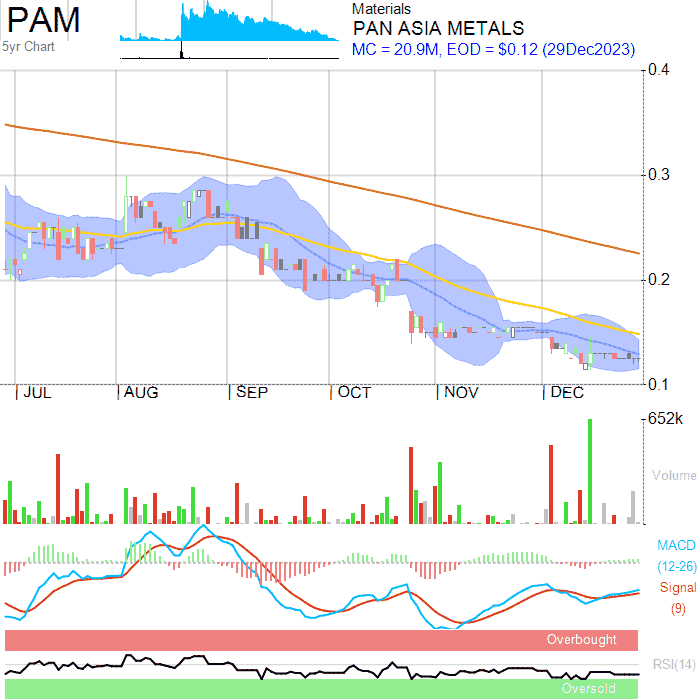 PAM
5yr Chart
Materials
PAN ASIA METALS
MC = 20.9M, EOD = $0.12 (29Dec2023)
0.4
0.3
0.2
0.1
JUL AUG SEP OCT NOV DEC
652k
Volume
MACD
(12-26)
Signal
(9)
Overbought
RSI(14)
Oversold